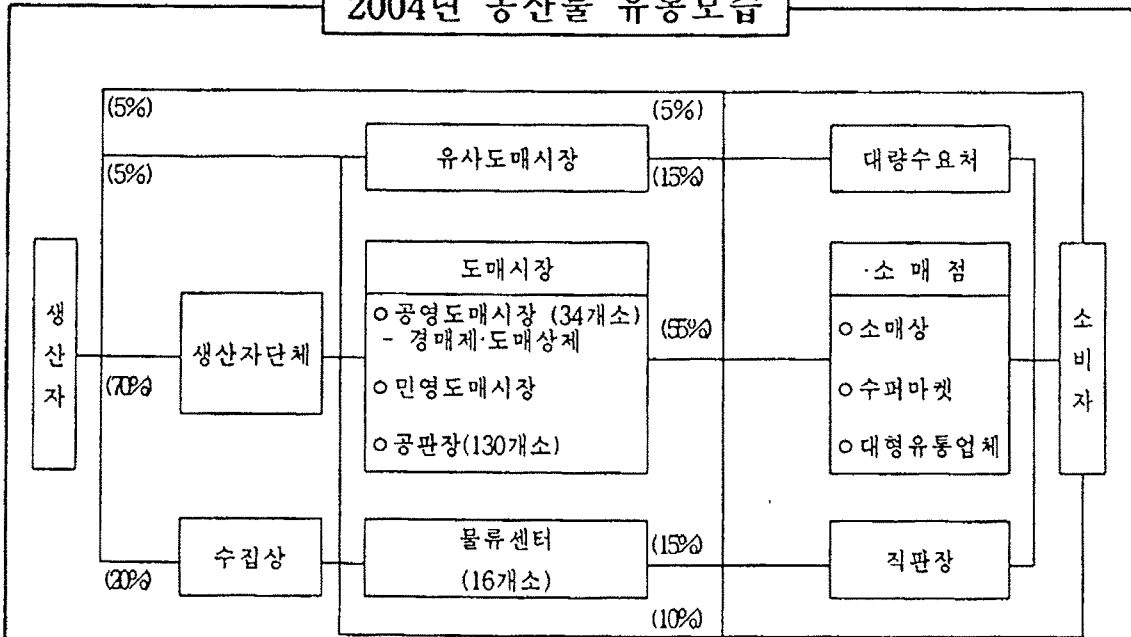 2004년 농산물 유통모습
(5%)
(5%)
유사도매시장
대량수요처
(5%)
(15%)
생산자
생산자단체
(70%)
도매시장
○ 공영도매시장 (34개소)
- 경매제·도매상제
○ 민영도매시장
○ 공판장(130개소)
(55%)
·소 매 점
○ 소매상
○ 수퍼마켓
○ 대형유통업체
소비자
수집상
(20%)
물류센터
(16개소)
(15%)
직판장
(10%)